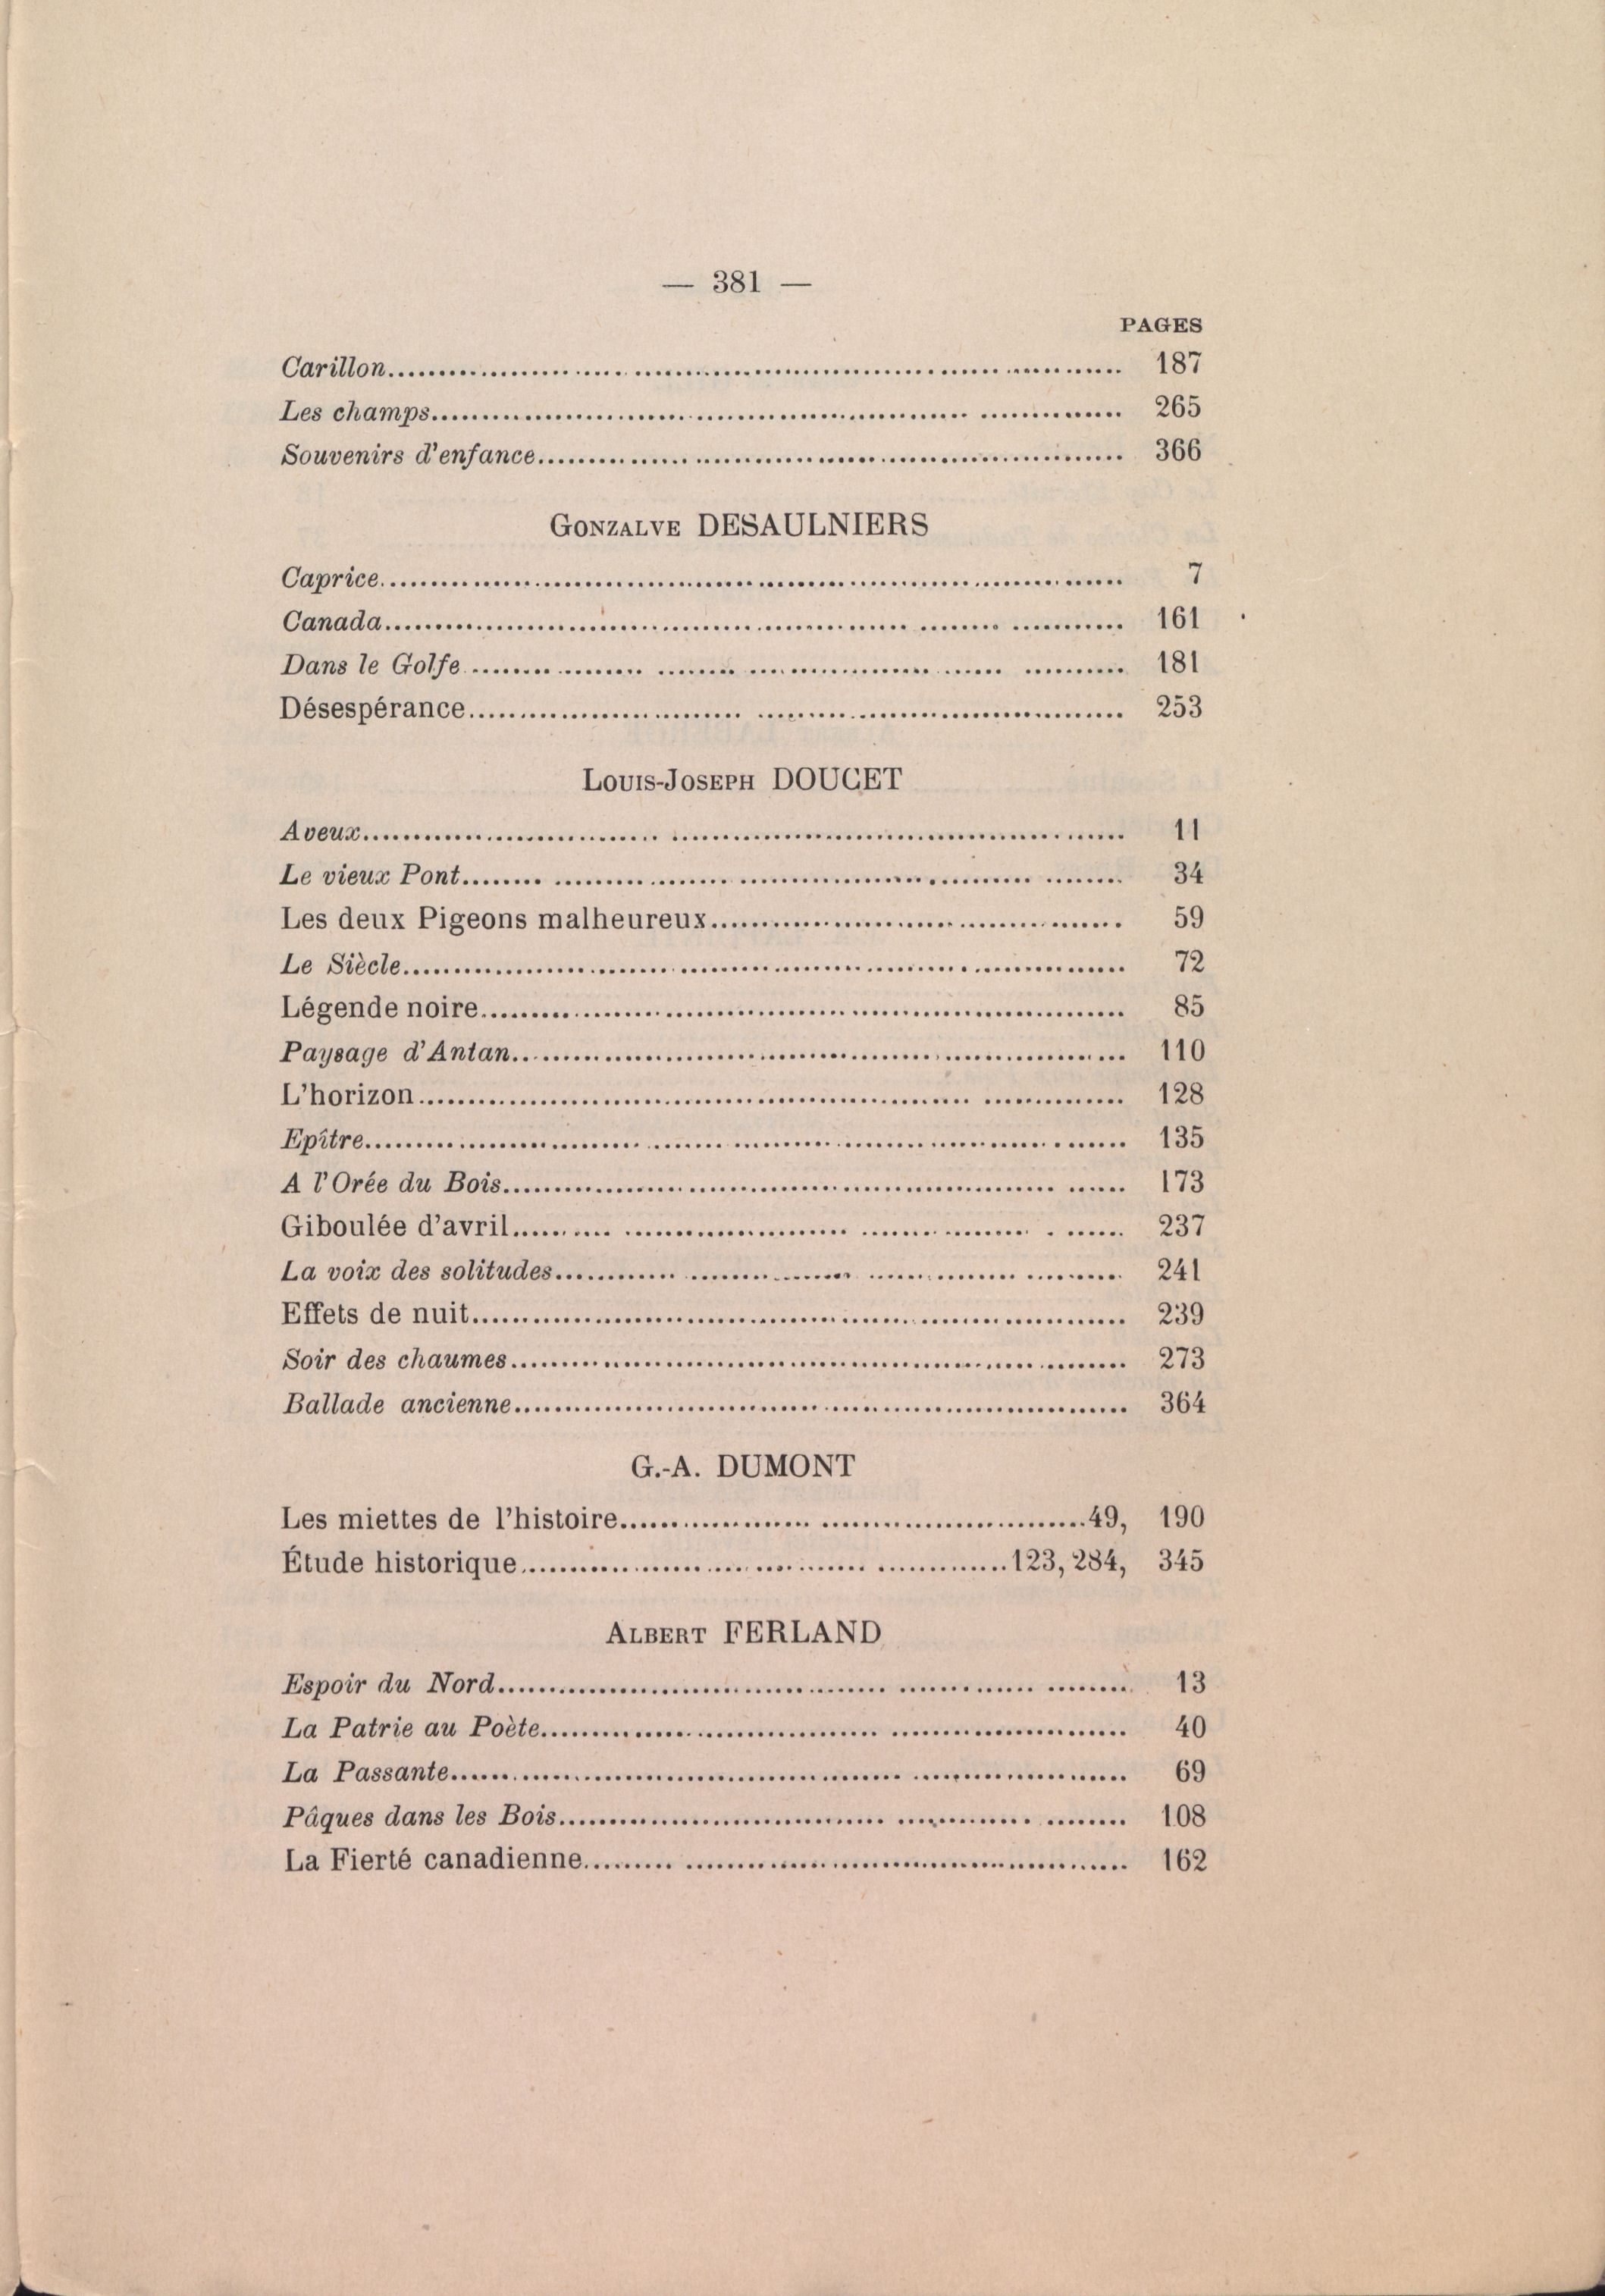 — 381 —
PAGES
Carillon.......... 187
Les champs.......... 265
Souvenirs d'enfance.......... 366
Gonzalve DESAULNIERS
Caprice.......... 7
Canada.......... 161
Dans le Golfe.......... 181
Désespérance.......... 253
Louis-Joseph DOUCET
Aveux.......... 11
Le vieux Pont.......... 34
Les deux Pigeons malheureux.......... 59
Le Siècle.......... 72
Légende noire.......... 85
Paysage d'Antan.......... 110
L'horizon.......... 128
Epître.......... 135
A l'Orée du Bois.......... 173
Giboulée d'avril.......... 237
La voix des solitudes.......... 241
Effets de nuit.......... 239
Soir des chaumes.......... 273
Ballade ancienne.......... 364
G.-A. DUMONT
Les miettes de l'histoire..........49, 190
Étude historique..........123, 284, 345
Albert FERLAND
Espoir du Nord.......... 13
La Patrie au Poète.......... 40
La Passante.......... 69
Pâques dans les Bois.......... 108
La Fierté canadienne.......... 162